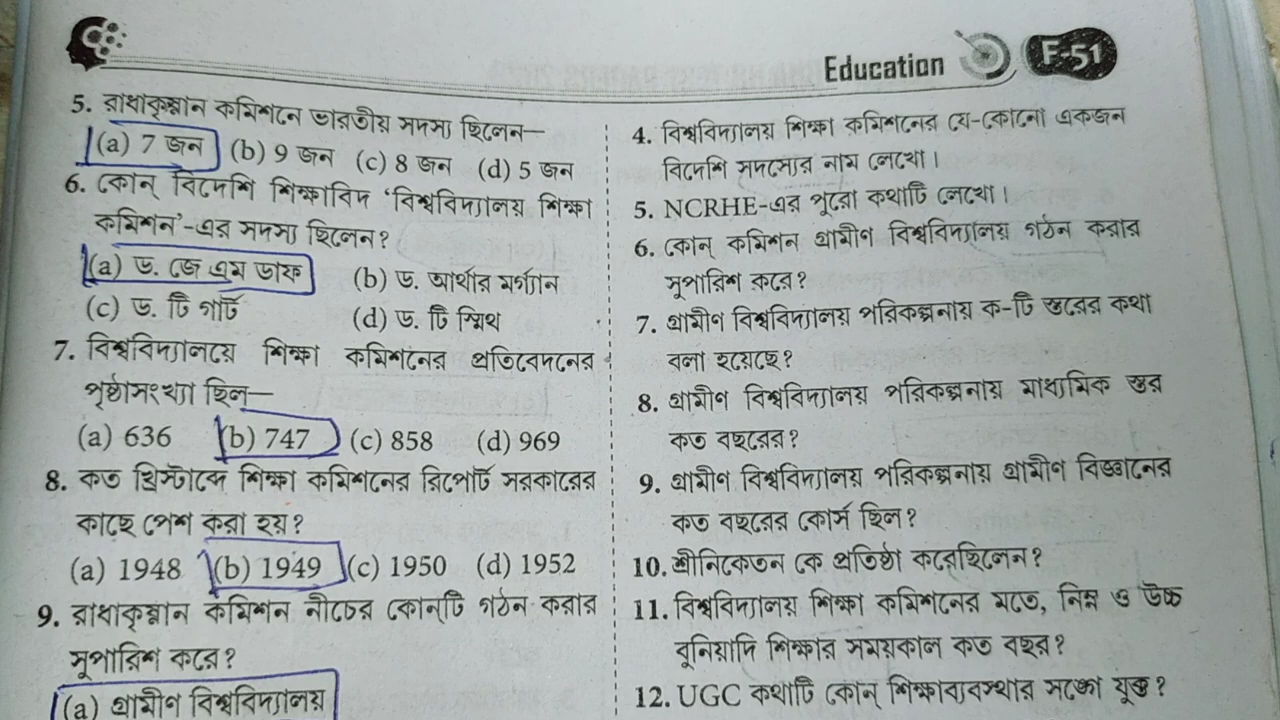 Education
F-51
5. রাধাকৃষ্ণান কমিশনে ভারতীয় সদস্য ছিলেন—
(a) 7 জন (b) 9 জন (c) 8 জন (d) 5 জন
6. কোন্ বিদেশি শিক্ষাবিদ ‘বিশ্ববিদ্যালয় শিক্ষা
কমিশন’-এর সদস্য ছিলেন?
(a) ড. জে এম ডাফ (b) ড. আর্থার মর্গ্যান
(c) ড. টি গার্ট (d) ড. টি স্মিথ
7. বিশ্ববিদ্যালয়ে শিক্ষা কমিশনের প্রতিবেদনের
পৃষ্ঠাসংখ্যা ছিল—
(a) 636 (b) 747 (c) 858 (d) 969
8. কত খ্রিস্টাব্দে শিক্ষা কমিশনের রিপোর্ট সরকারের
কাছে পেশ করা হয়?
(a) 1948 (b) 1949 (c) 1950 (d) 1952
9. রাধাকৃষ্ণান কমিশন নীচের কোন্‌টি গঠন করার
সুপারিশ করে?
(a) গ্রামীণ বিশ্ববিদ্যালয়
4. বিশ্ববিদ্যালয় শিক্ষা কমিশনের যে-কোনো একজন
বিদেশি সদস্যের নাম লেখো।
5. NCRHE-এর পুরো কথাটি লেখো।
6. কোন্ কমিশন গ্রামীণ বিশ্ববিদ্যালয় গঠন করার
সুপারিশ করে?
7. গ্রামীণ বিশ্ববিদ্যালয় পরিকল্পনায় ক-টি স্তরের কথা
বলা হয়েছে?
8. গ্রামীণ বিশ্ববিদ্যালয় পরিকল্পনায় মাধ্যমিক স্তর
কত বছরের?
9. গ্রামীণ বিশ্ববিদ্যালয় পরিকল্পনায় গ্রামীণ বিজ্ঞানের
কত বছরের কোর্স ছিল?
10. শ্রীনিকেতন কে প্রতিষ্ঠা করেছিলেন?
11. বিশ্ববিদ্যালয় শিক্ষা কমিশনের মতে, নিম্ন ও উচ্চ
বুনিয়াদি শিক্ষার সময়কাল কত বছর?
12. UGC কথাটি কোন্ শিক্ষাব্যবস্থার সঙ্গে যুক্ত?